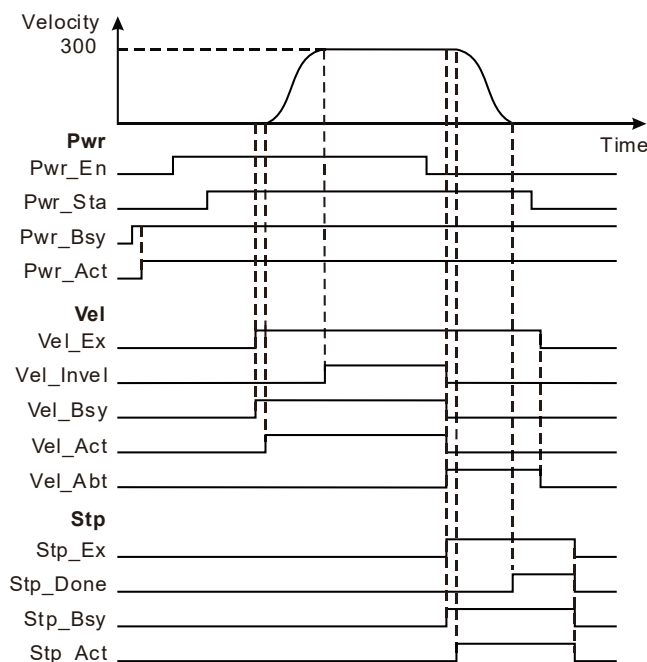 Velocity
300
Time
Pwr
Pwr_En
Pwr_Sta
Pwr_Bsy
Pwr_Act
Vel
Vel_Ex
Vel_Invel
Vel_Bsy
Vel_Act
Vel_Abt
Stp
Stp_Ex
Stp_Done
Stp_Bsy
Stp_Act